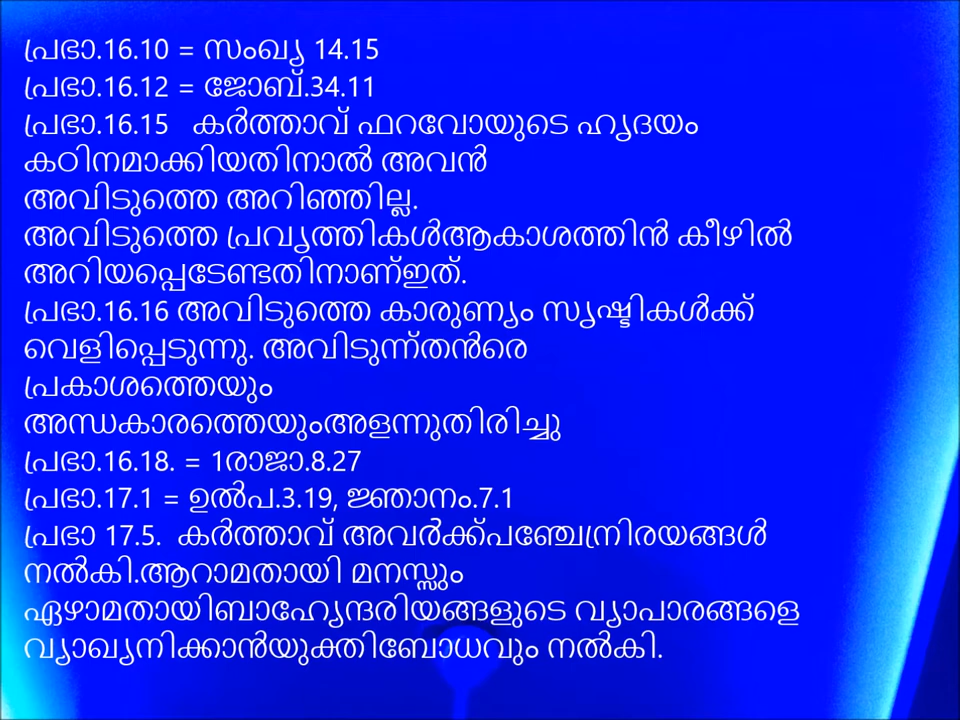 പ്രഭാ.16.10 = സംഖ്യ 14.15
പ്രഭാ.16.12 = ജോബ്.34.11
പ്രഭാ.16.15 കർത്താവ് ഫറവോയുടെ ഹൃദയം
കഠിനമാക്കിയതിനാൽ അവൻ
അവിടുത്തെ അറിഞ്ഞില്ല.
അവിടുത്തെ പ്രവൃത്തികൾആകാശത്തിൻ കീഴിൽ
അറിയപ്പെടേണ്ടതിനാണ്ഇത്.
പ്രഭാ.16.16 അവിടുത്തെ കാരുണ്യം സൃഷ്ടികൾക്ക്
വെളിപ്പെടുന്നു. അവിടുന്ന്തൻരെ
പ്രകാശത്തെയും
അന്ധകാരത്തെയുംഅളന്നുതിരിച്ചു
പ്രഭാ.16.18. = 1രാജാ.8.27
പ്രഭാ.17.1 = ഉൽപ.3.19, ജ്ഞാനം.7.1
പ്രഭാ 17.5. കർത്താവ് അവർക്ക്പഞ്ചേന്ദ്രിരയങ്ങൾ
നൽകി.ആറാമതായി മനസ്സും
ഏഴാമതായിബാഹ്യേന്ദരിയങ്ങളുടെ വ്യാപാരങ്ങളെ
വ്യാഖ്യനിക്കാൻയുക്തിബോധവും നൽകി.